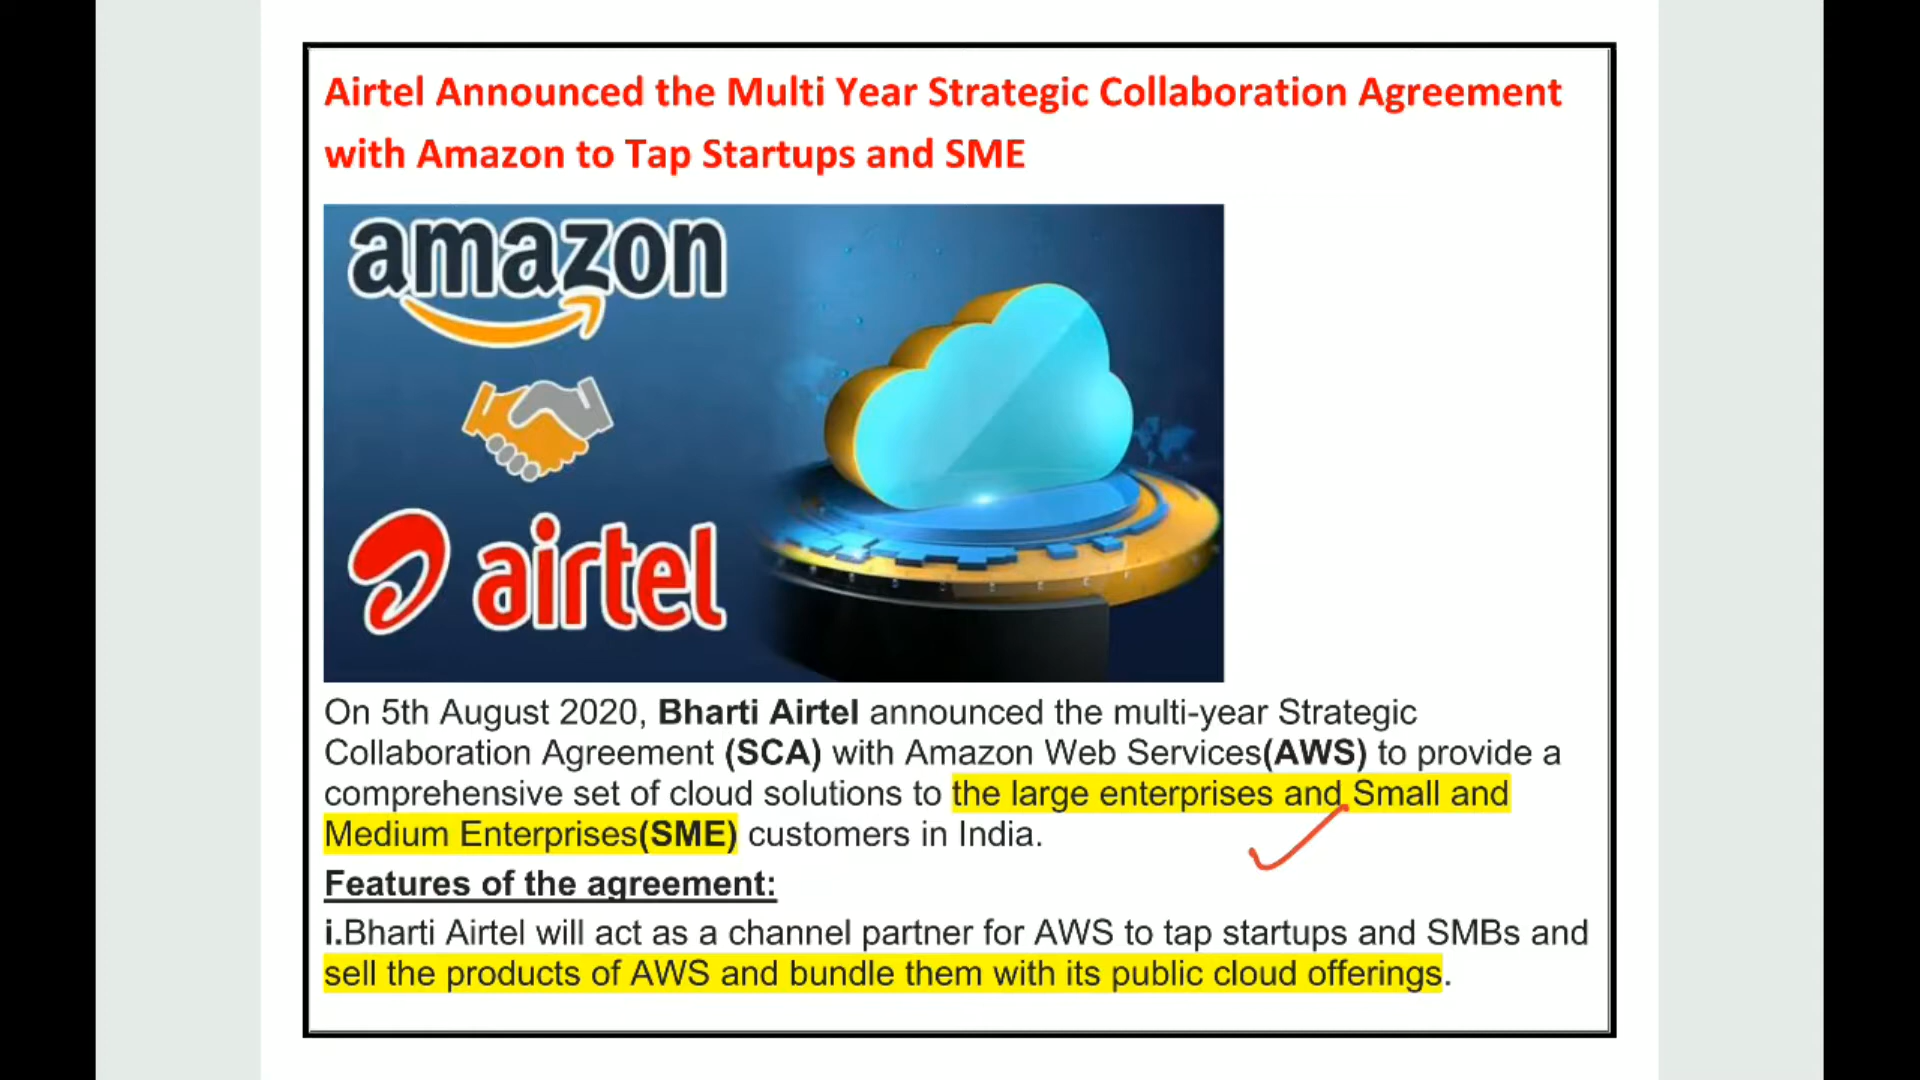 Airtel Announced the Multi Year Strategic Collaboration Agreement
with Amazon to Tap Startups and SME
amazon
airtel
On 5th August 2020, Bharti Airtel announced the multi-year Strategic
Collaboration Agreement (SCA) with Amazon Web Services(AWS) to provide a
comprehensive set of cloud solutions to the large enterprises and Small and
Medium Enterprises(SME) customers in India.
Features of the agreement:
i.Bharti Airtel will act as a channel partner for AWS to tap startups and SMBs and
sell the products of AWS and bundle them with its public cloud offerings.